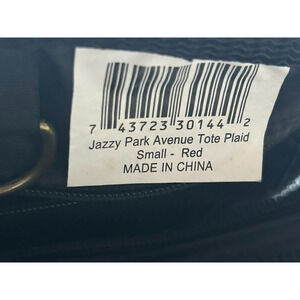 7 43723 30144 2
Jazzy Park Avenue Tote Plaid
Small - Red
MADE IN CHINA